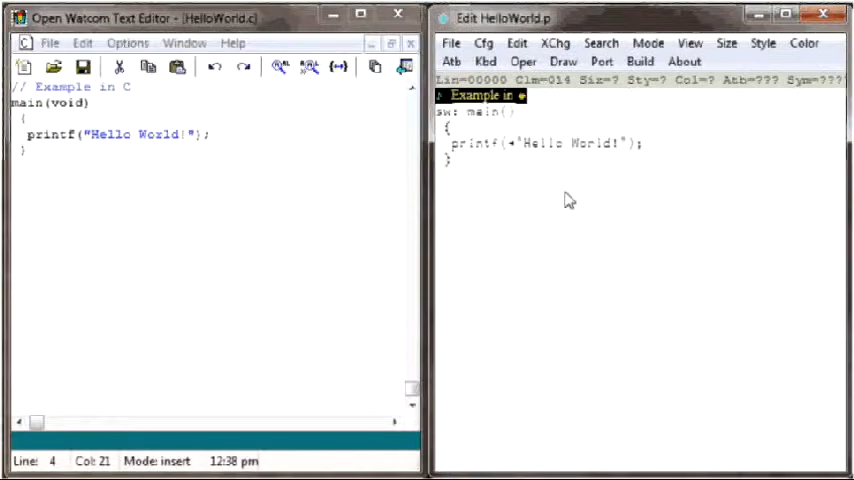 Open Watcom Text Editor - [HelloWorld.c]
File Edit Options Window Help
// Example in C
main(void)
{
printf("Hello World!");
}
Line: 4 Col: 21 Mode: insert 12:38 pm
Edit HelloWorld.p
File Cfg Edit XChg Search Mode View Size Style Color
Atb Kbd Oper Draw Port Build About
Lin=00000 Clm=014 Siz=? Sty=? Col=? Atb=??? Sym=????
Example in
sw: main()
{
printf("Hello World!");
}